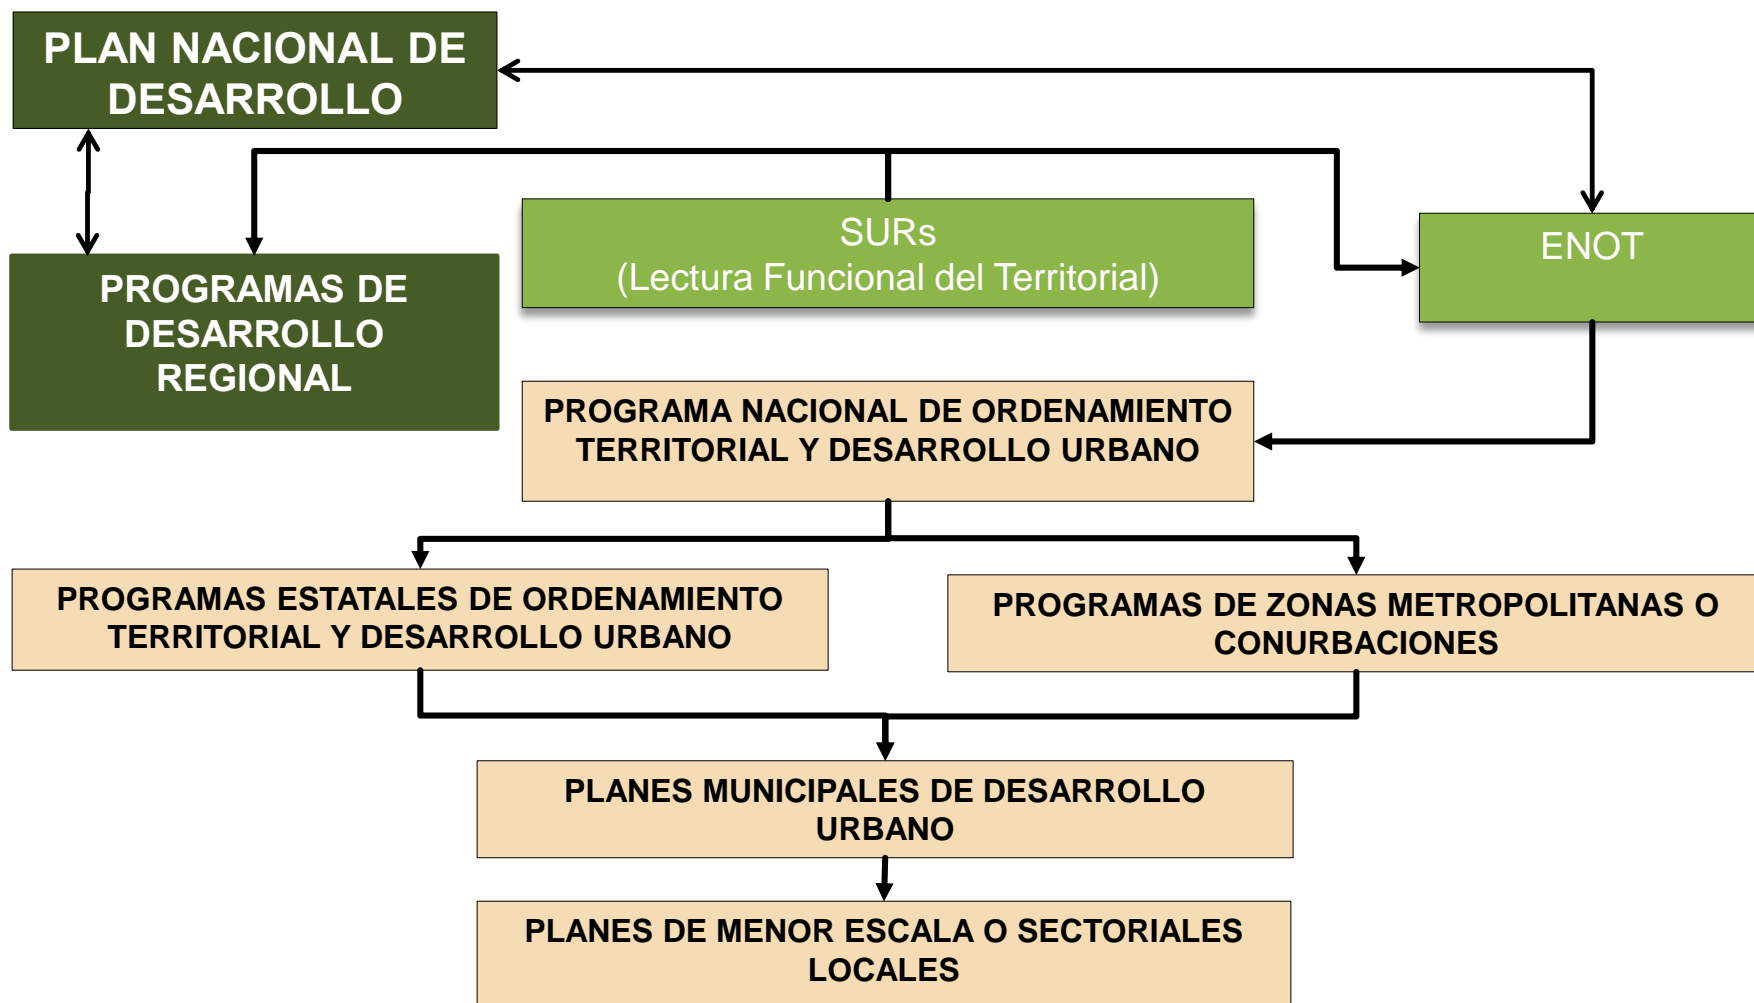 PLAN NACIONAL DE
DESARROLLO
SURs
(Lectura Funcional del Territorial)
ENOT
PROGRAMAS DE
DESARROLLO
REGIONAL
PROGRAMA NACIONAL DE ORDENAMIENTO
TERRITORIAL Y DESARROLLO URBANO
PROGRAMAS ESTATALES DE ORDENAMIENTO
TERRITORIAL Y DESARROLLO URBANO
PROGRAMAS DE ZONAS METROPOLITANAS O
CONURBACIONES
PLANES MUNICIPALES DE DESARROLLO
URBANO
PLANES DE MENOR ESCALA O SECTORIALES
LOCALES